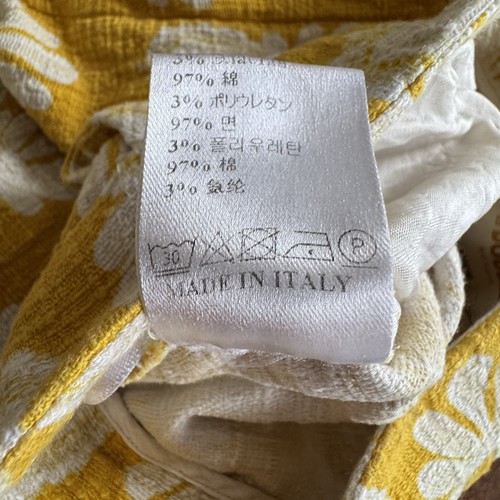 97% 綿
3% ポリウレタン
97% 면
3% 폴리우레탄
97% 棉
3% 氨纶
30 P
MADE IN ITALY